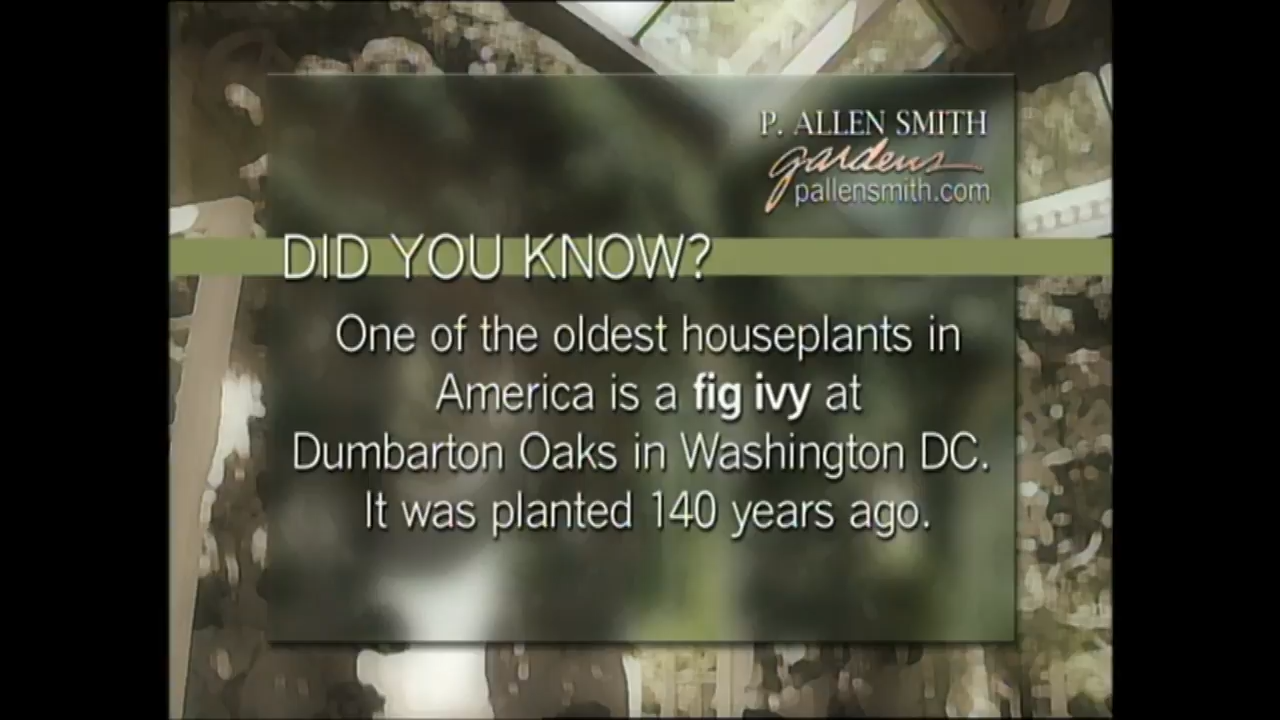 P. ALLEN SMITH
gardens
pallensmith.com
DID YOU KNOW?
One of the oldest houseplants in
America is a fig ivy at
Dumbarton Oaks in Washington DC.
It was planted 140 years ago.